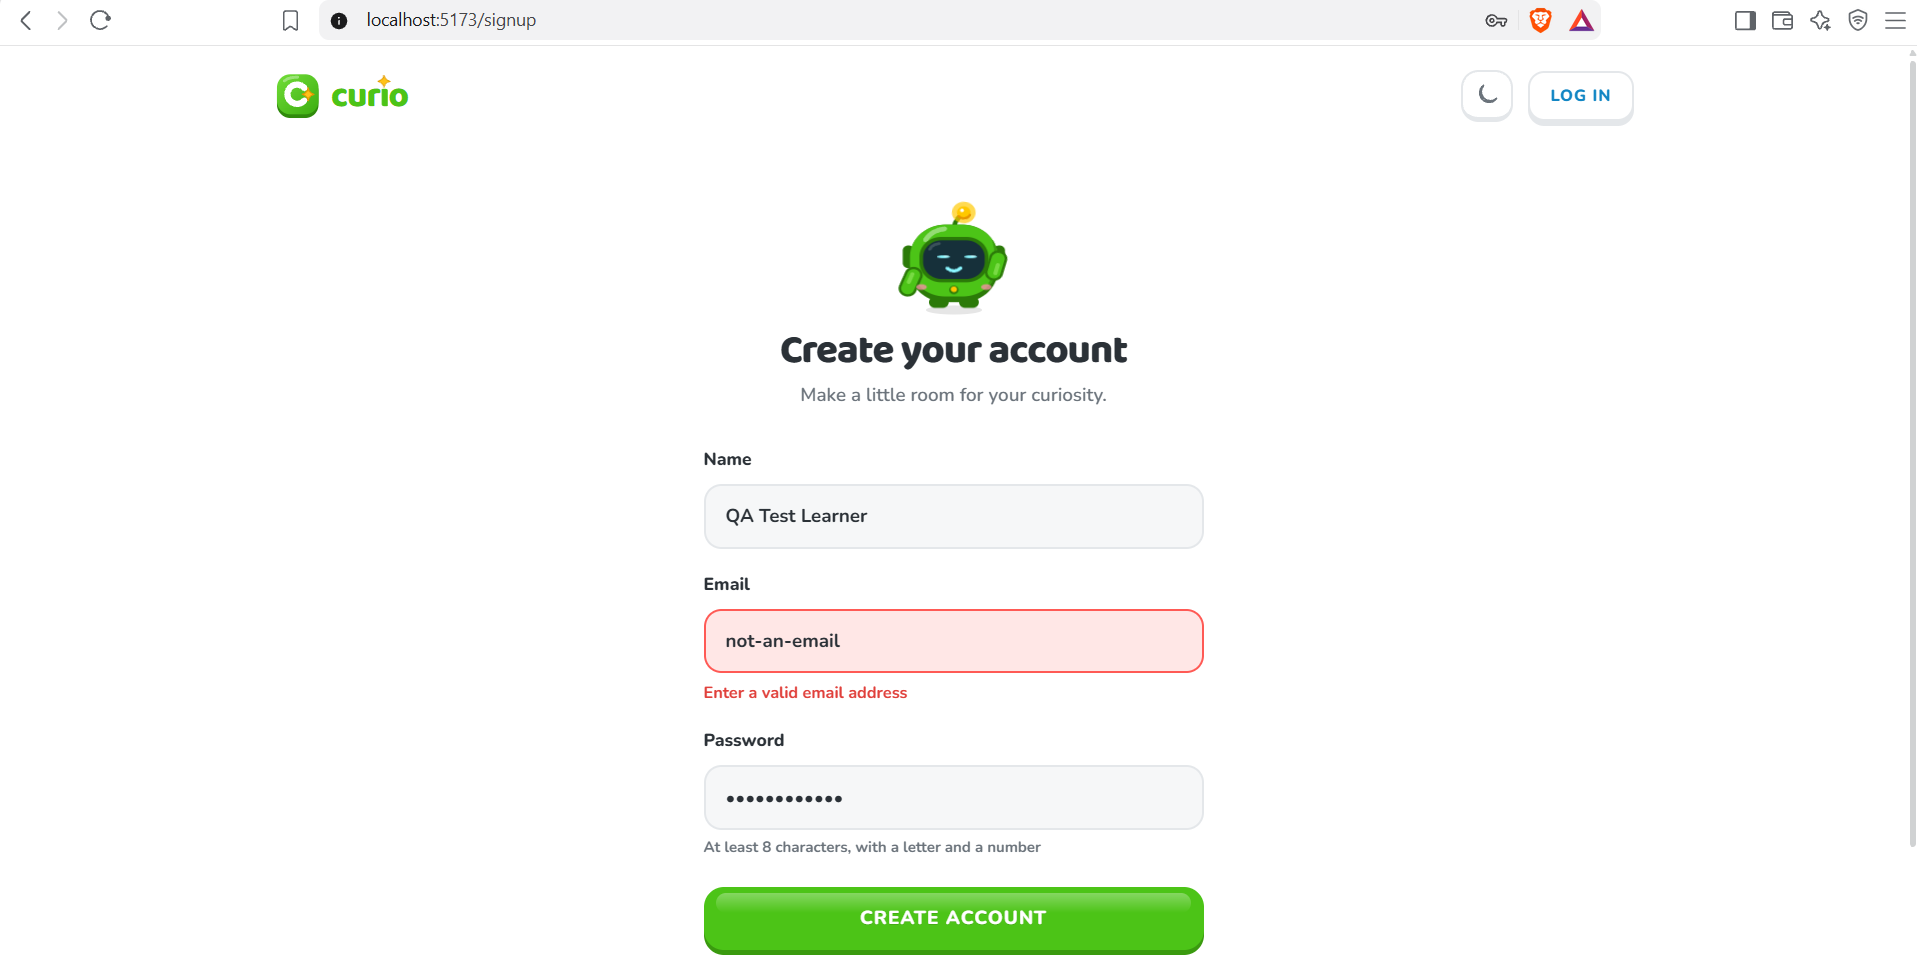 localhost:5173/signup
curio
LOG IN
Create your account
Make a little room for your curiosity.
Name
QA Test Learner
Email
not-an-email
Enter a valid email address
Password
••••••••••••
At least 8 characters, with a letter and a number
CREATE ACCOUNT